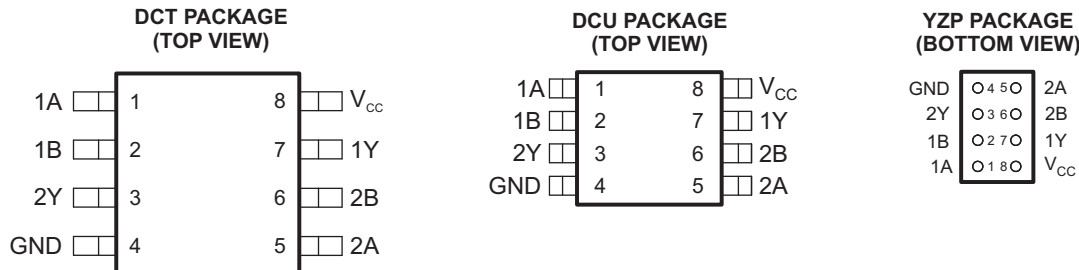 DCT PACKAGE
(TOP VIEW)
1A 1 8 VCC
1B 2 7 1Y
2Y 3 6 2B
GND 4 5 2A
DCU PACKAGE
(TOP VIEW)
1A 1 8 VCC
1B 2 7 1Y
2Y 3 6 2B
GND 4 5 2A
YZP PACKAGE
(BOTTOM VIEW)
GND 4 5 2A
2Y 3 6 2B
1B 2 7 1Y
1A 1 8 VCC